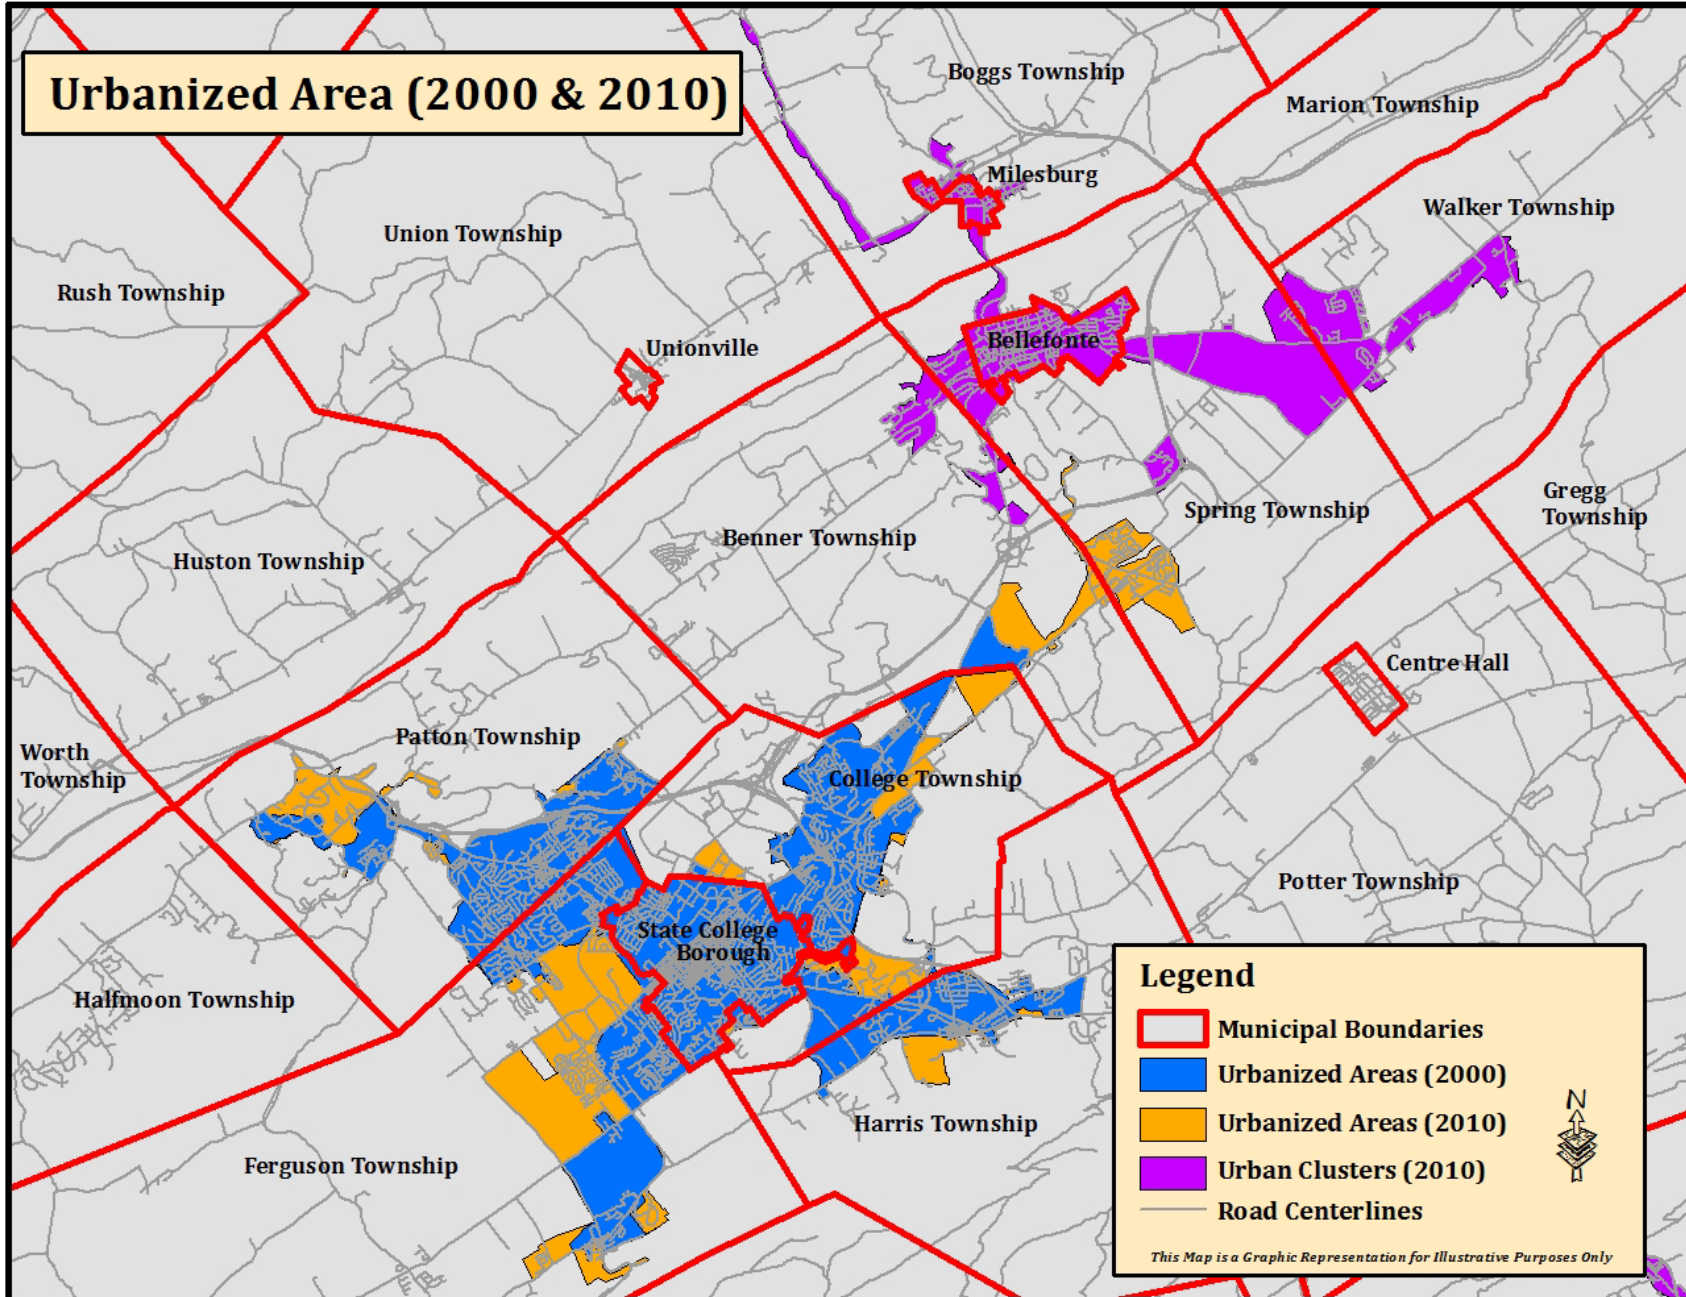 Urbanized Area (2000 & 2010)
Boggs Township
Marion Township
Milesburg
Walker Township
Union Township
Rush Township
Unionville
Bellefonte
Gregg
Township
Spring Township
Benner Township
Huston Township
Centre Hall
Patton Township
Worth
Township
College Township
Potter Township
State College
Borough
Halfmoon Township
Harris Township
Ferguson Township
Legend
Municipal Boundaries
Urbanized Areas (2000)
Urbanized Areas (2010)
Urban Clusters (2010)
Road Centerlines
N
This Map is a Graphic Representation for Illustrative Purposes Only